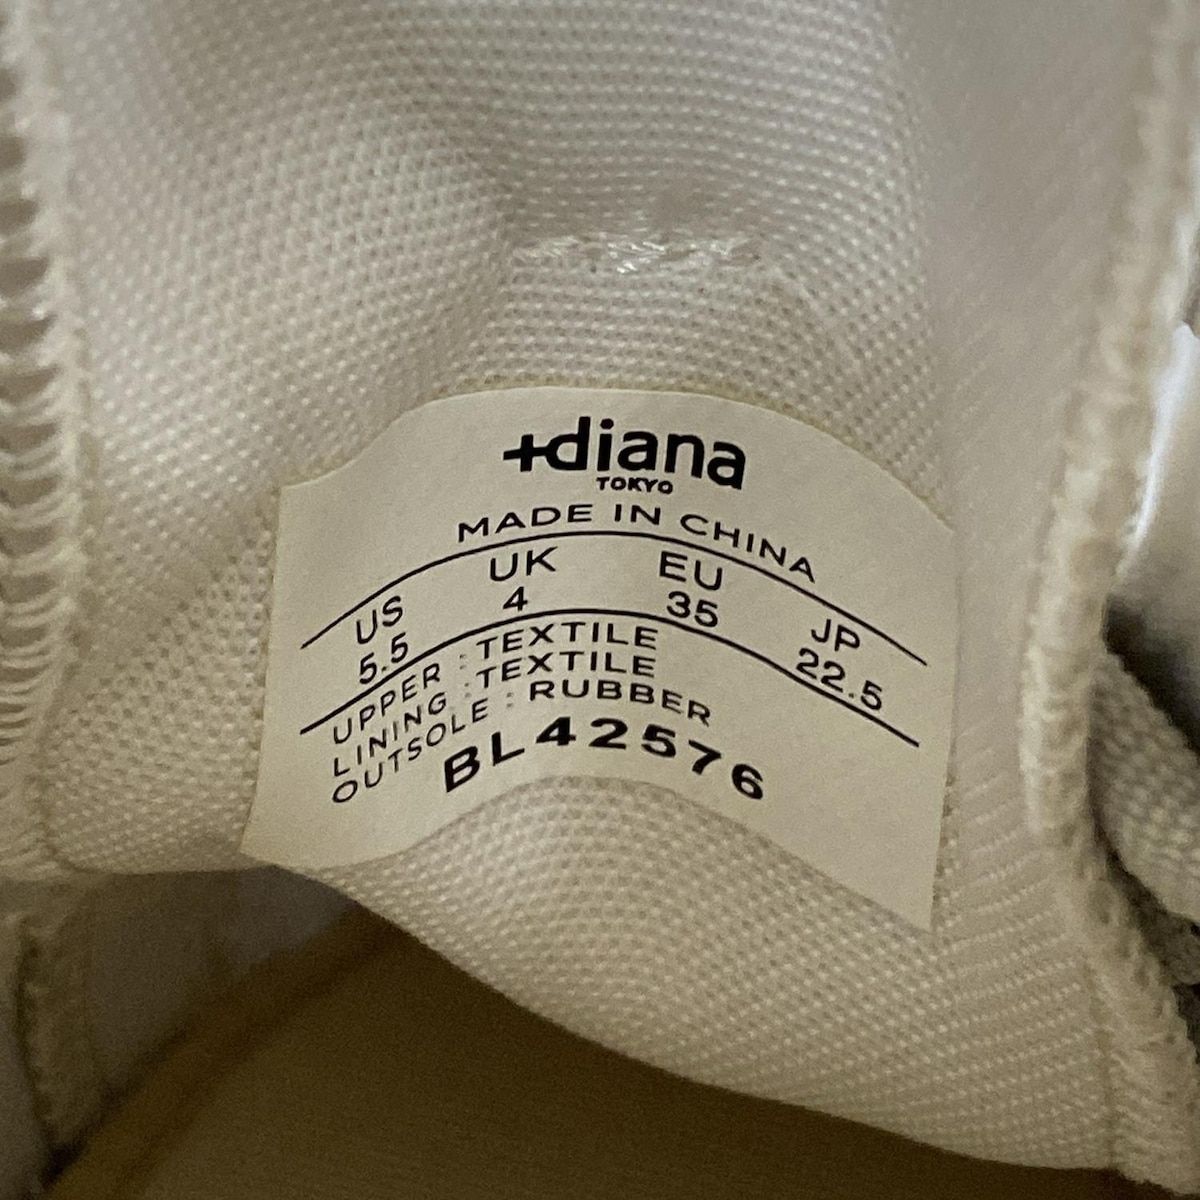 +diana
TOKYO
MADE IN CHINA
US UK EU JP
5.5 4 35 22.5
UPPER : TEXTILE
LINING : TEXTILE
OUTSOLE : RUBBER
BL42576